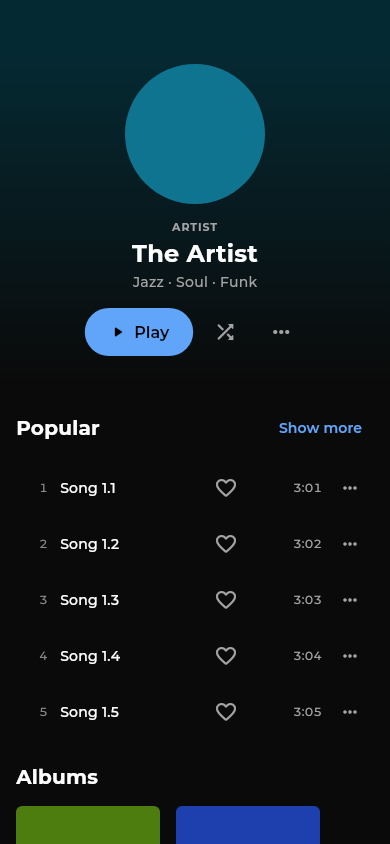 ARTIST
The Artist
Jazz · Soul · Funk
Play
Popular Show more
1 Song 1.1 3:01
2 Song 1.2 3:02
3 Song 1.3 3:03
4 Song 1.4 3:04
5 Song 1.5 3:05
Albums